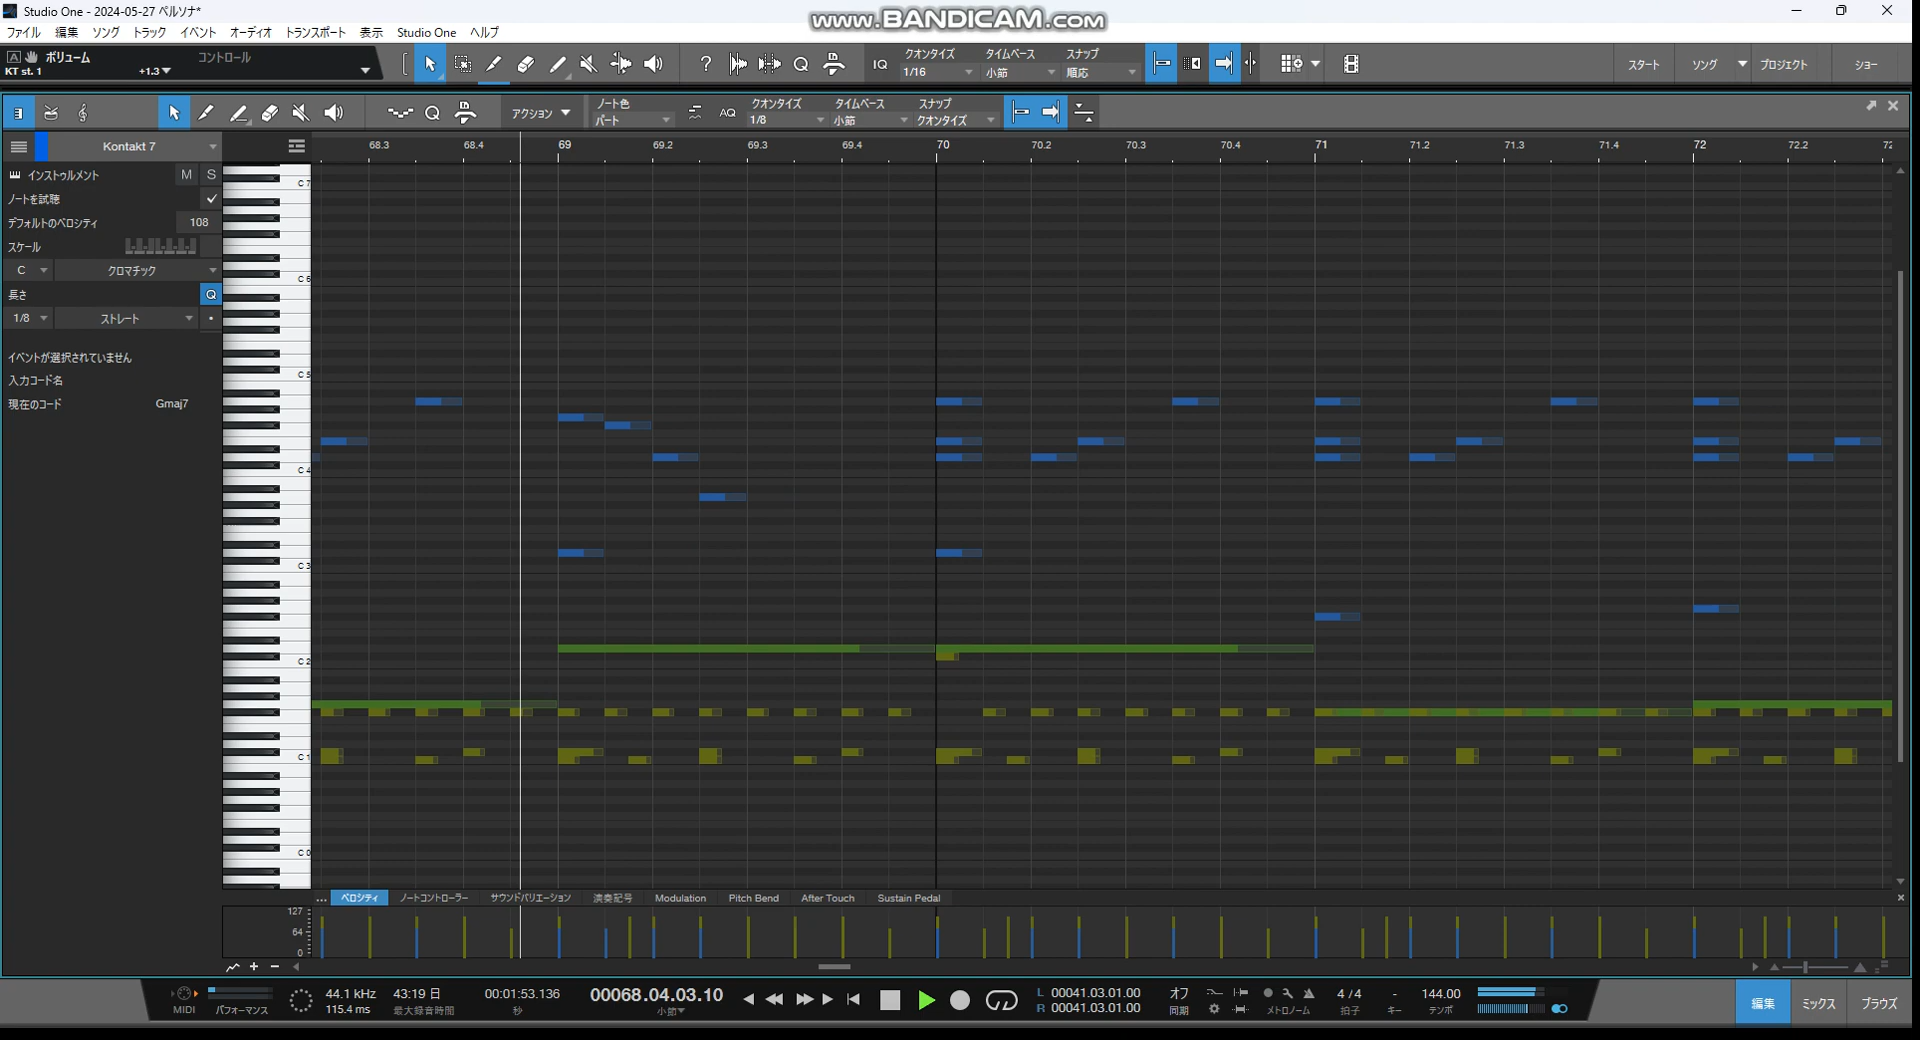 Studio One - 2024-05-27 ペルソナ*
www.BANDICAM.com
ファイル 編集 ソング トラック イベント オーディオ トランスポート 表示 Studio One ヘルプ
A ボリューム コントロール
KT st. 1 +1.3
IQ クオンタイズ タイムベース スナップ
1/16 小節 順応
スタート ソング プロジェクト ショー
アクション ノート色 AQ クオンタイズ タイムベース スナップ
パート 1/8 小節 クオンタイズ
Kontakt 7
68.3 68.4 69 69.2 69.3 69.4 70 70.2 70.3 70.4 71 71.2 71.3 71.4 72 72.2
インストゥルメント M S
ノートを試聴
デフォルトのベロシティ 108
スケール
C クロマチック
長さ Q
1/8 ストレート
イベントが選択されていません
入力コード名
現在のコード Gmaj7
C 7
C 6
C 5
C 4
C 3
C 2
C 1
C 0
... ベロシティ ノートコントローラー サウンドバリエーション 演奏記号 Modulation Pitch Bend After Touch Sustain Pedal
127
64
0
MIDI パフォーマンス
44.1 kHz
115.4 ms
43:19 日
最大録音時間
00:01:53.136
秒
00068.04.03.10
小節
L 00041.03.01.00
R 00041.03.01.00
オフ
同期
メトロノーム
4 / 4
拍子
-
キー
144.00
テンポ
編集 ミックス ブラウズ